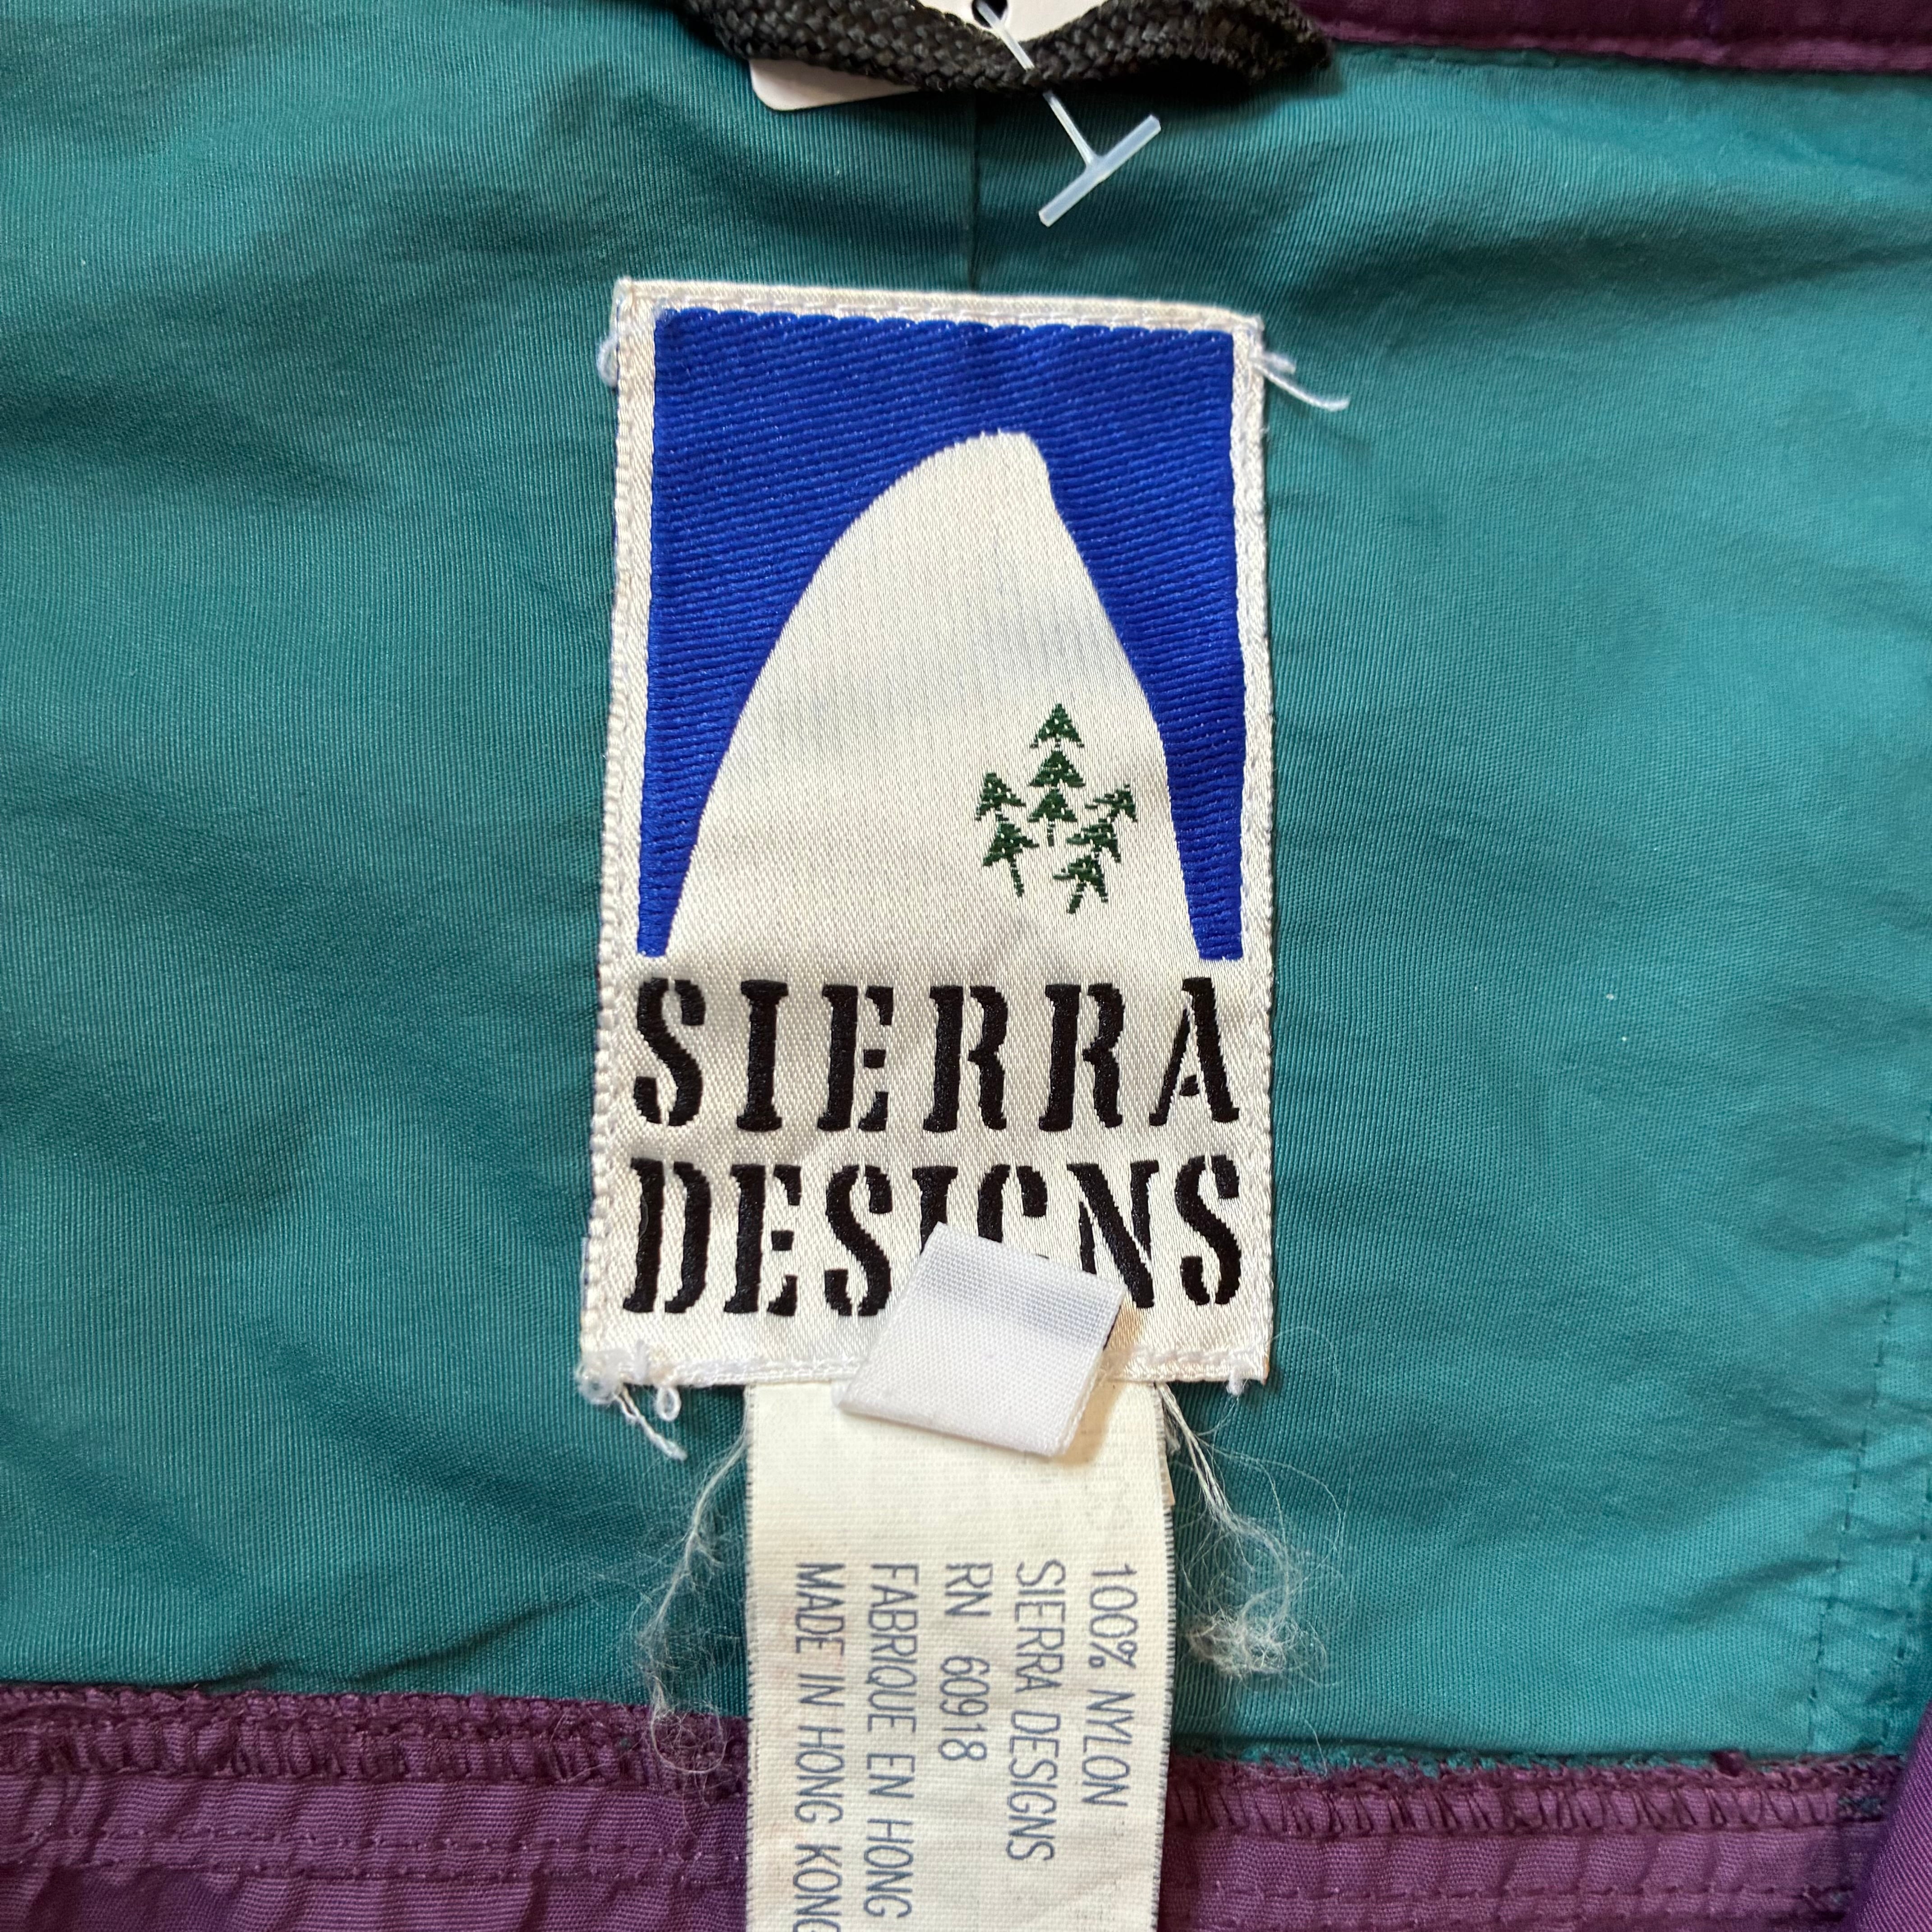 SIERRA
DESIGNS
100% NYLON
SIERRA DESIGNS
RN 60918
FABRIQUE EN HONG
MADE IN HONG KONG